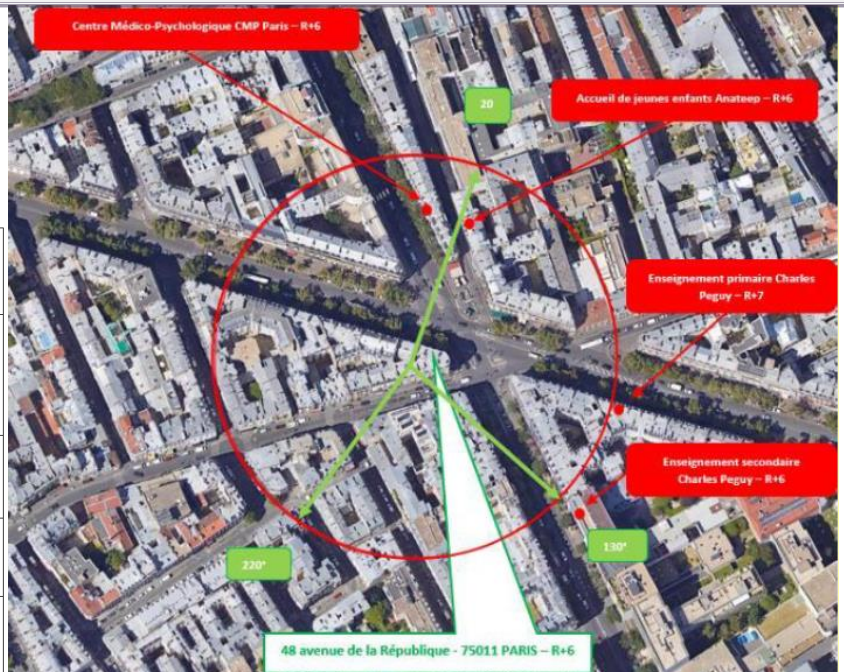 Centre Médico-Psychologique CMP Paris – R+6
20
Accueil de jeunes enfants Anateep – R+6
Enseignement primaire Charles
Peguy – R+7
Enseignement secondaire
Charles Peguy – R+6
130°
220°
48 avenue de la République - 75011 PARIS – R+6